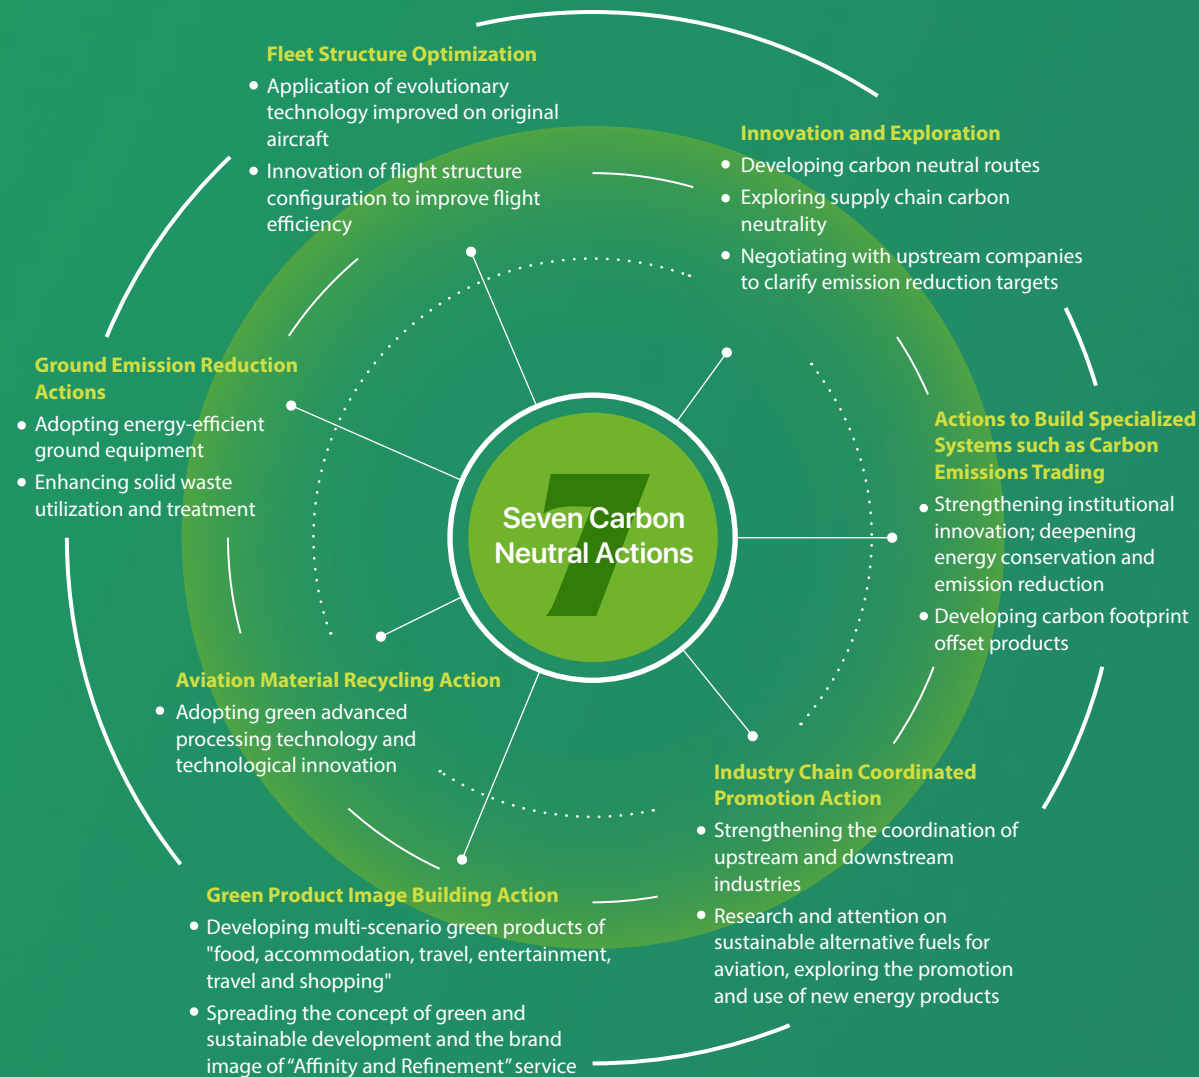 Fleet Structure Optimization
Application of evolutionary
technology improved on original
aircraft
Innovation of flight structure
configuration to improve flight
efficiency
Innovation and Exploration
Developing carbon neutral routes
Exploring supply chain carbon
neutrality
Negotiating with upstream companies
to clarify emission reduction targets
Ground Emission Reduction
Actions
Adopting energy-efficient
ground equipment
Enhancing solid waste
utilization and treatment
7
Seven Carbon
Neutral Actions
Actions to Build Specialized
Systems such as Carbon
Emissions Trading
Strengthening institutional
innovation; deepening
energy conservation and
emission reduction
Developing carbon footprint
offset products
Aviation Material Recycling Action
Adopting green advanced
processing technology and
technological innovation
Industry Chain Coordinated
Promotion Action
Strengthening the coordination of
upstream and downstream
industries
Research and attention on
sustainable alternative fuels for
aviation, exploring the promotion
and use of new energy products
Green Product Image Building Action
Developing multi-scenario green products of
"food, accommodation, travel, entertainment,
travel and shopping"
Spreading the concept of green and
sustainable development and the brand
image of “Affinity and Refinement” service